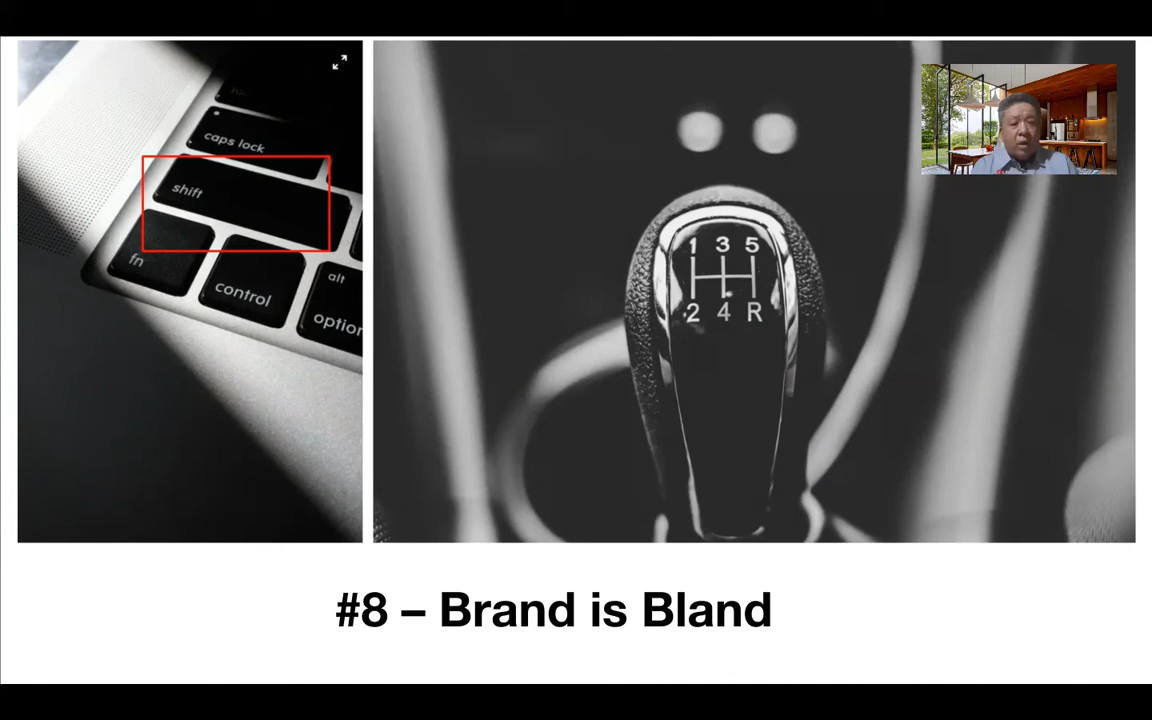 caps lock
shift
fn
control
alt
option
1 3 5
2 4 R
#8 – Brand is Bland